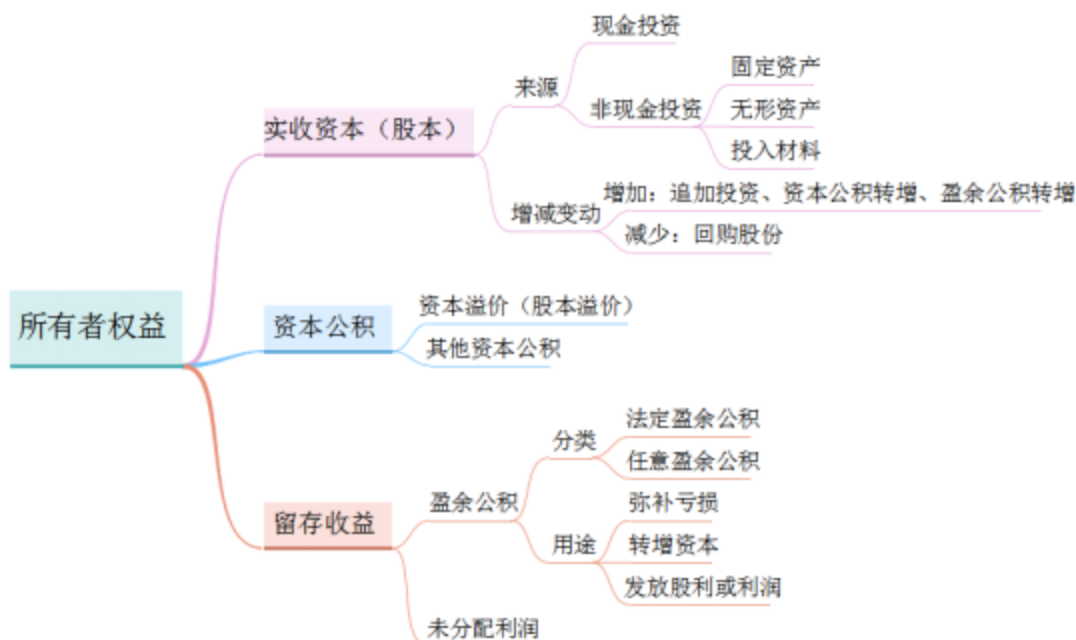 现金投资
固定资产
来源
非现金投资
无形资产
实收资本（股本）
投入材料
增加：追加投资、资本公积转增、盈余公积转增
增减变动
减少：回购股份
资本溢价（股本溢价）
所有者权益
资本公积
其他资本公积
法定盈余公积
分类
任意盈余公积
盈余公积
弥补亏损
留存收益
用途
转增资本
发放股利或利润
未分配利润